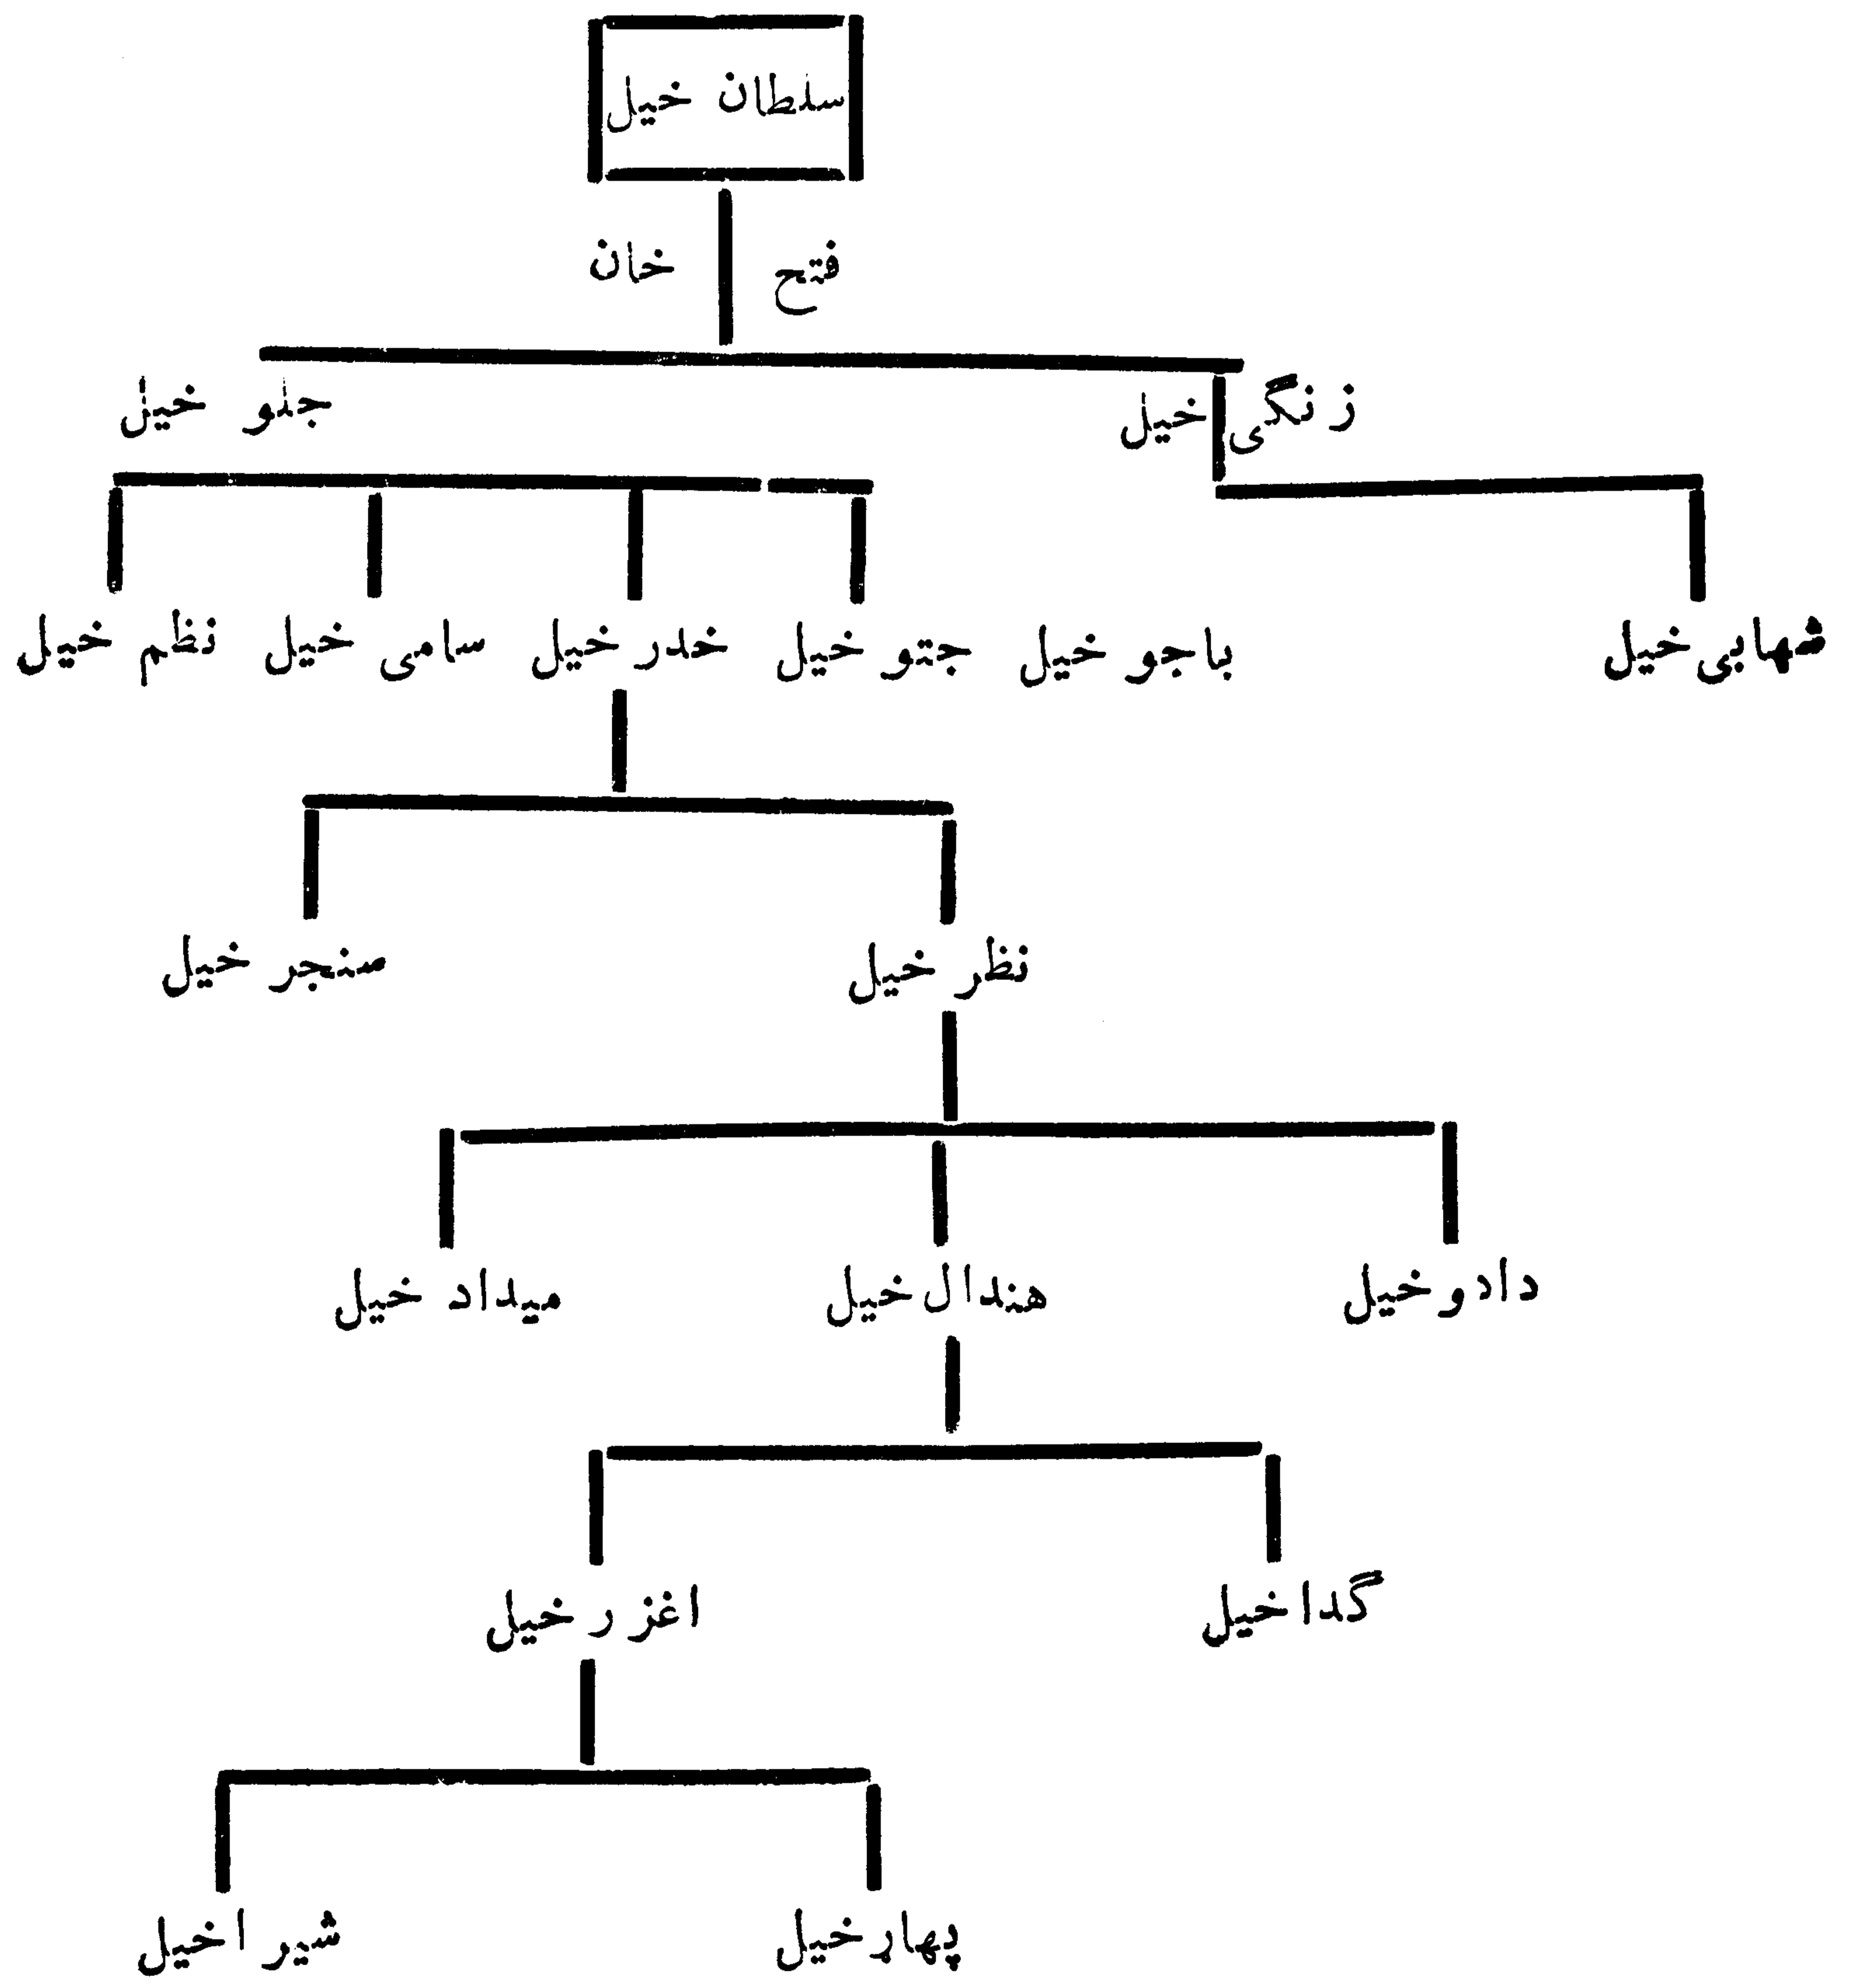 سلطان خیل
فتح خان
زنگی خیل جلو خیل
شهابی خیل باجو خیل جتو خیل خدر خیل سامی خیل نظم خیل
نظر خیل صنجر خیل
دادو خیل هندال خیل میداد خیل
گدا خیل اغزر خیل
پهاړ خیل شیرا خیل